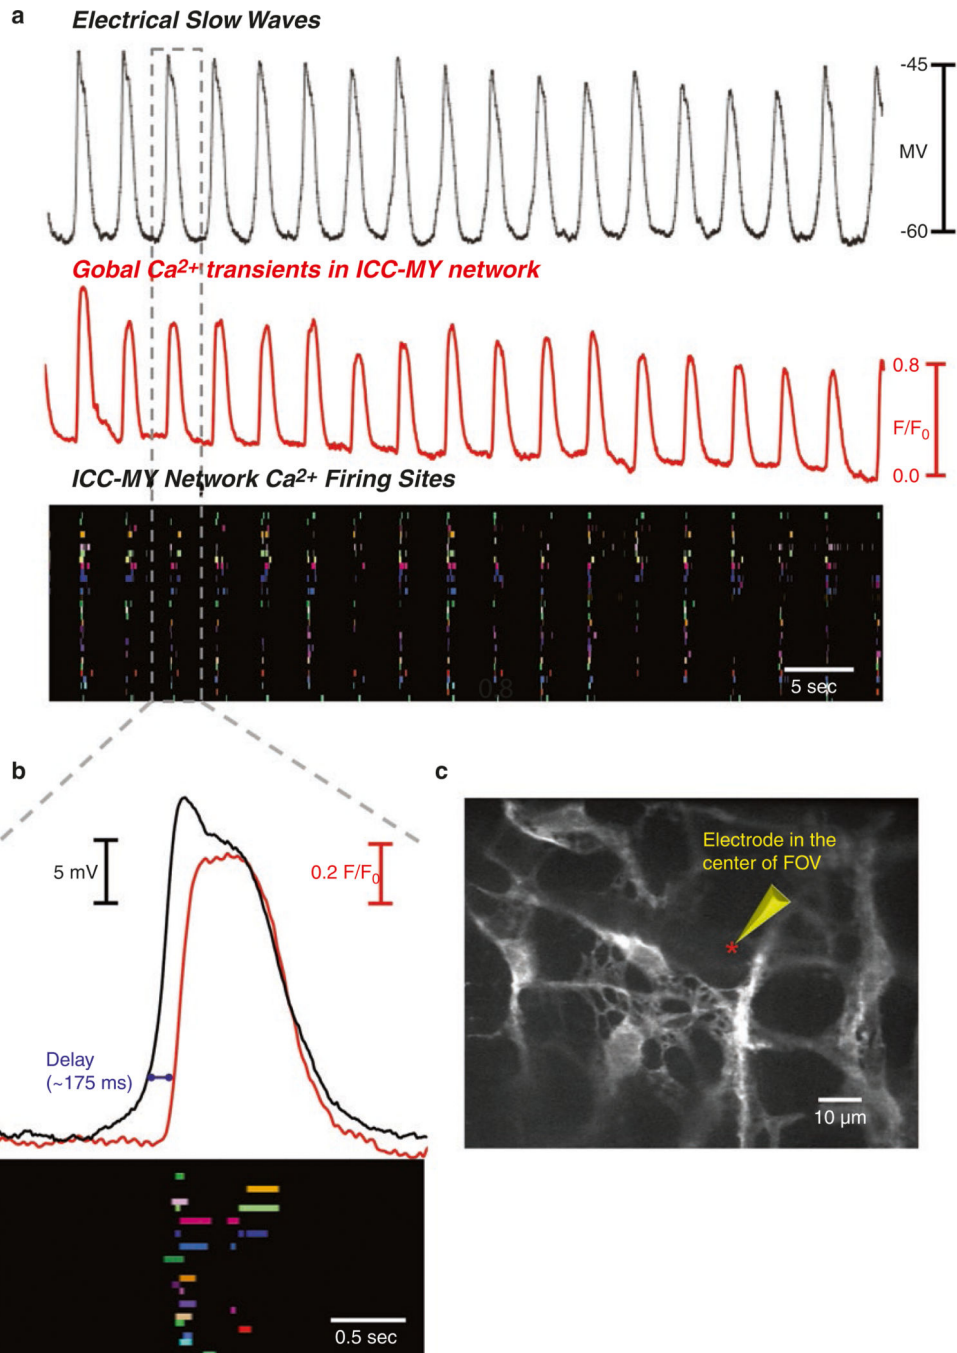 a
Electrical Slow Waves
-45
MV
-60
Gobal Ca2+ transients in ICC-MY network
0.8
F/F0
0.0
ICC-MY Network Ca2+ Firing Sites
0.8
5 sec
b
5 mV
0.2 F/F0
Delay
(~175 ms)
0.5 sec
c
Electrode in the
center of FOV
*
10 µm